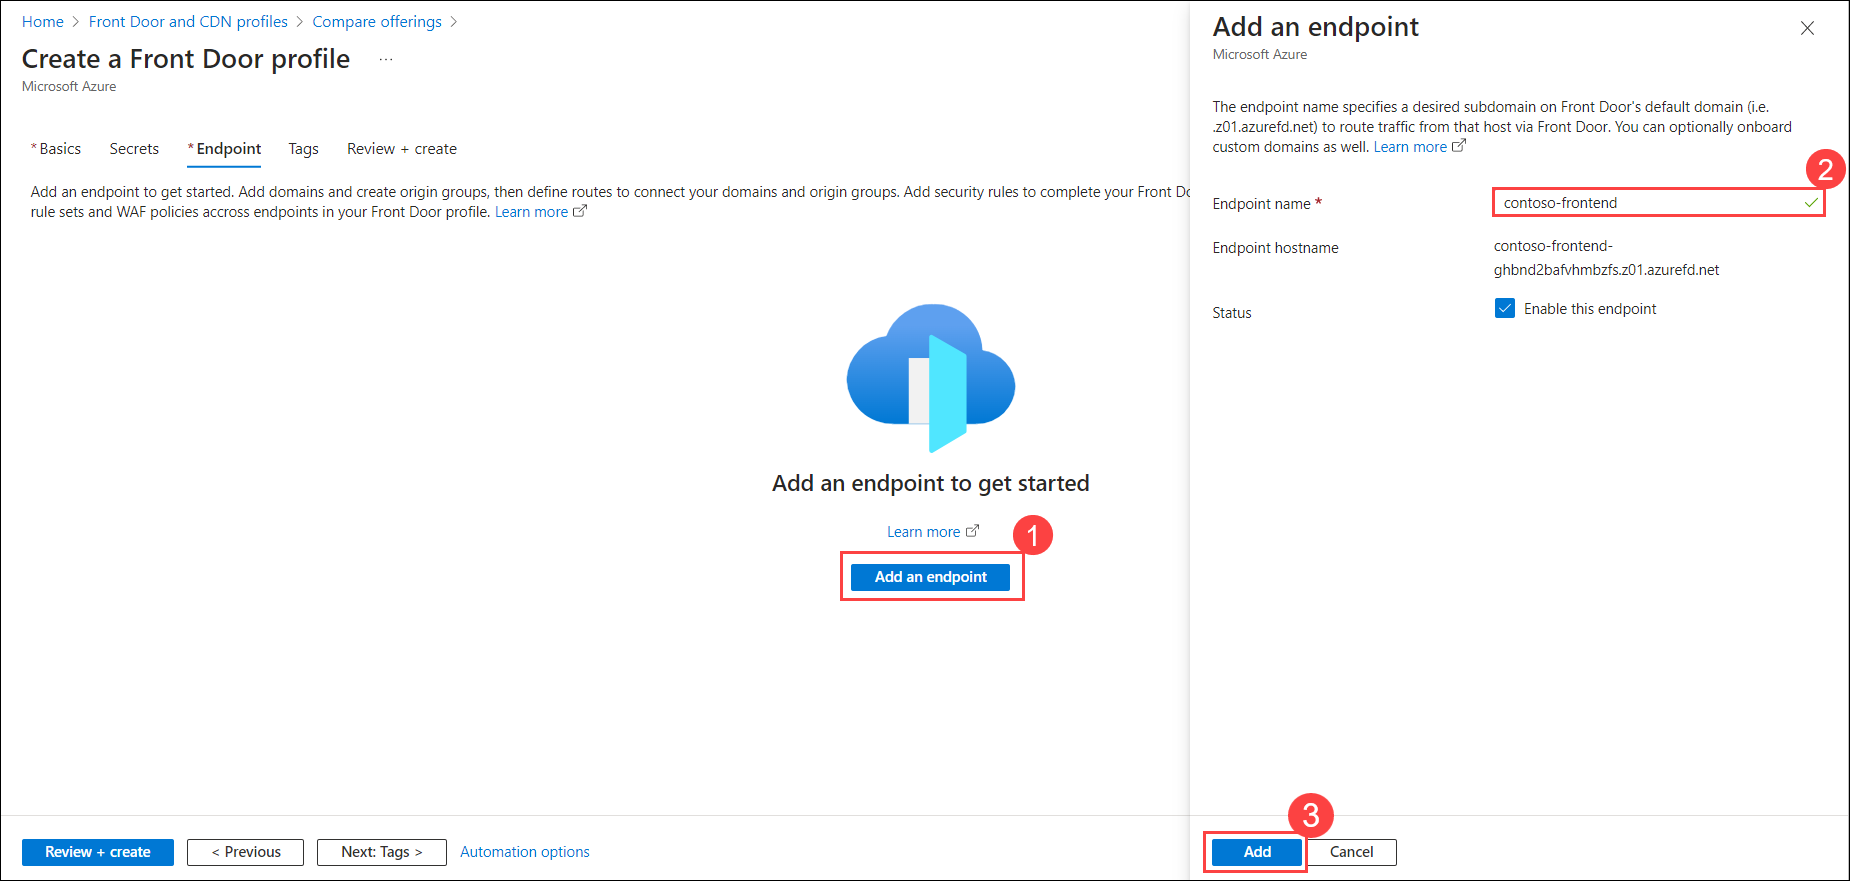 Home > Front Door and CDN profiles > Compare offerings >
Create a Front Door profile ...
Microsoft Azure
* Basics Secrets * Endpoint Tags Review + create
Add an endpoint to get started. Add domains and create origin groups, then define routes to connect your domains and origin groups. Add security rules to complete your Front Do
rule sets and WAF policies accross endpoints in your Front Door profile. Learn more
Add an endpoint to get started
Learn more
1
Add an endpoint
Review + create
< Previous
Next: Tags >
Automation options
Add an endpoint
Microsoft Azure
The endpoint name specifies a desired subdomain on Front Door's default domain (i.e.
.z01.azurefd.net) to route traffic from that host via Front Door. You can optionally onboard
custom domains as well. Learn more
2
Endpoint name * contoso-frontend
Endpoint hostname contoso-frontend-
ghbnd2bafvhmbzfs.z01.azurefd.net
Status Enable this endpoint
3
Add
Cancel